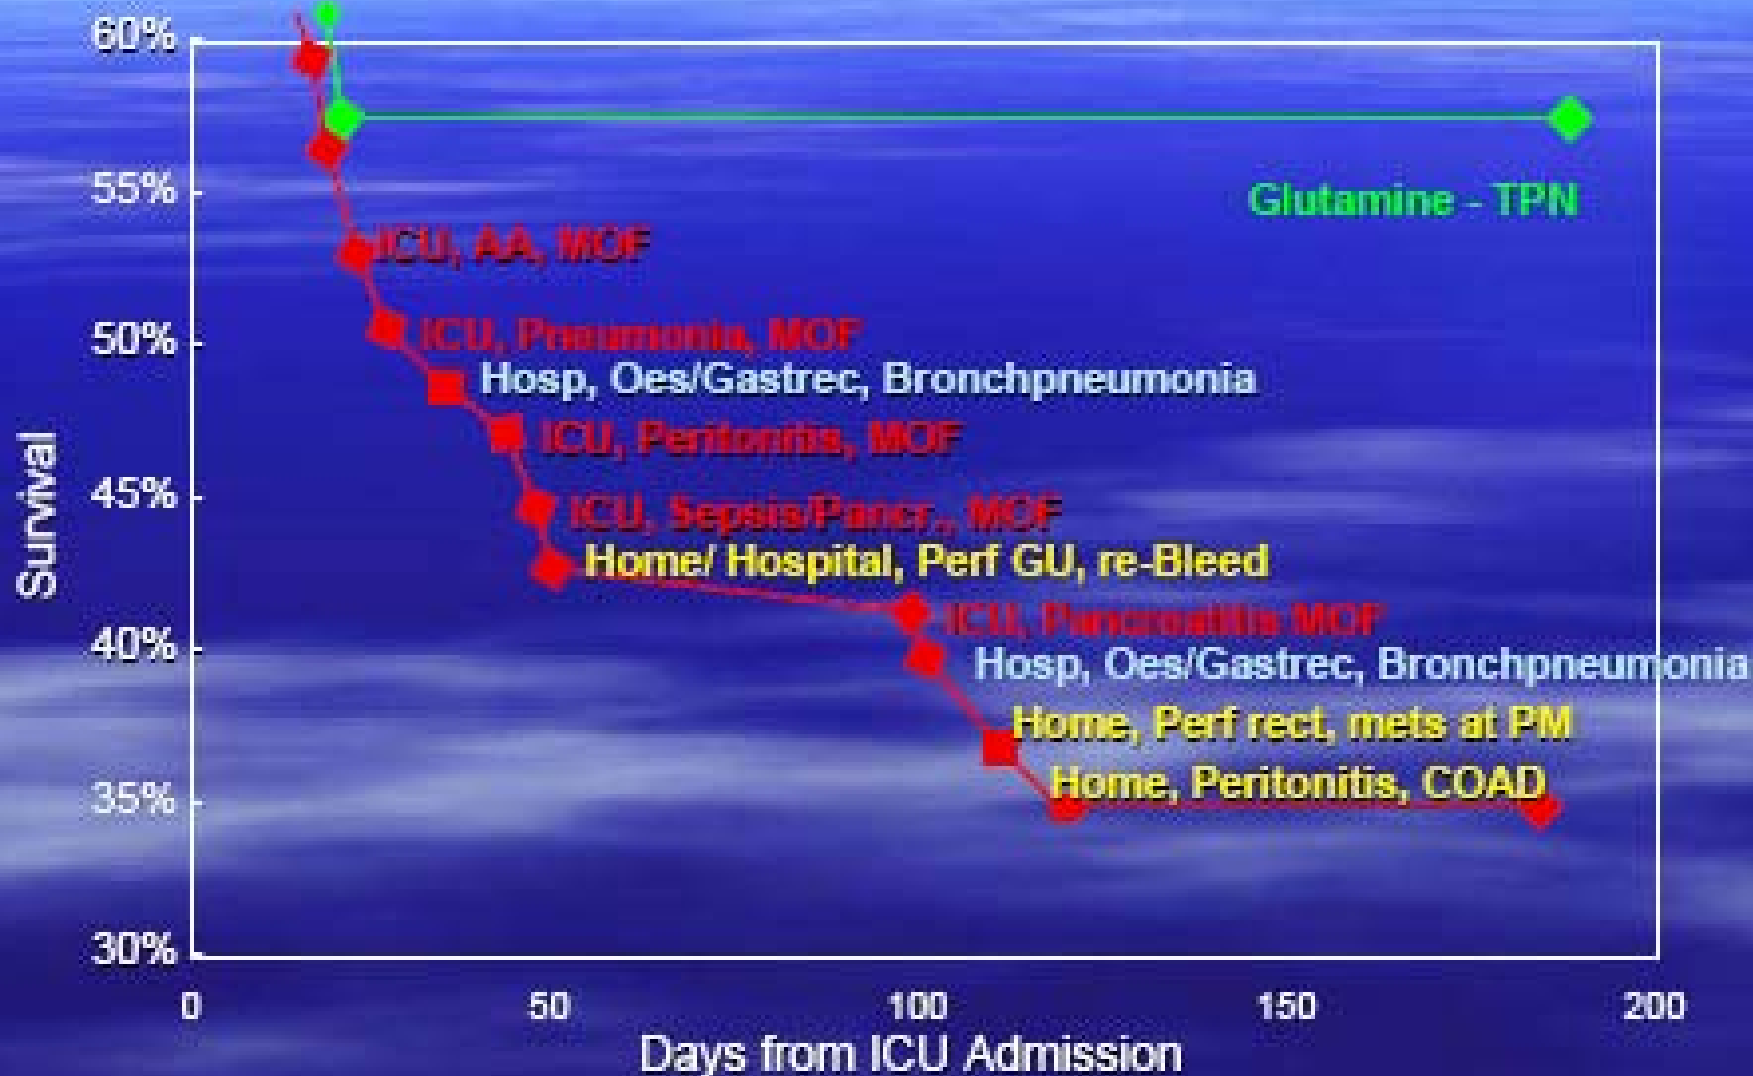 60%
55%
Glutamine - TPN
ICU, AA, MOF
50%
ICU, Pneumonia, MOF
Hosp, Oes/Gastrec, Bronchpneumonia
ICU, Peritonitis, MOF
45%
ICU, Sepsis/Pancr., MOF
Home/ Hospital, Perf GU, re-Bleed
ICU, Pancreatitis MOF
40%
Hosp, Oes/Gastrec, Bronchpneumonia
Home, Perf rect, mets at PM
Home, Peritonitis, COAD
35%
30%
Survival
0 50 100 150 200
Days from ICU Admission